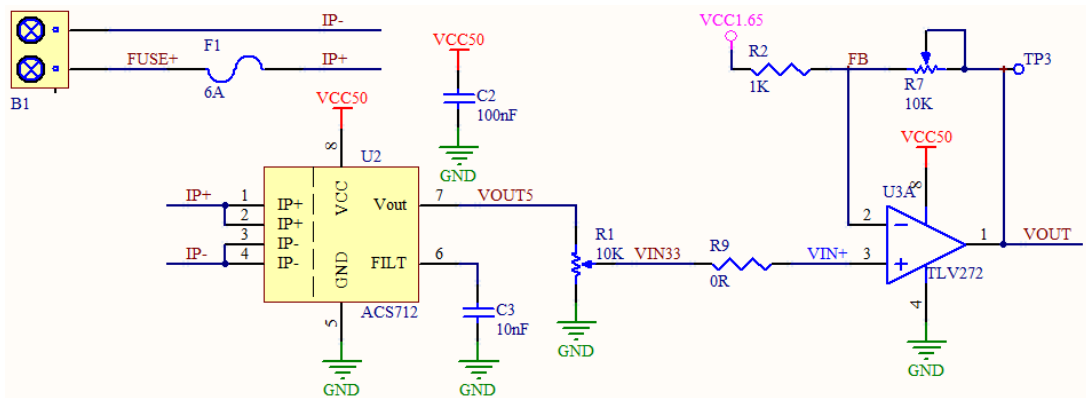 IP-
F1
FUSE+
IP+
6A
B1
VCC50
C2
100nF
GND
VCC50
8
U2
IP+
1
IP+
VCC
Vout
7
VOUT5
2
IP+
3
IP-
IP-
4
IP-
GND
FILT
6
5
ACS712
GND
C3
10nF
GND
R1
10K
GND
VIN33
R9
0R
VIN+
VCC1.65
R2
1K
FB
R7
10K
TP3
VCC50
8
U3A
2
3
1
VOUT
TLV272
4
GND